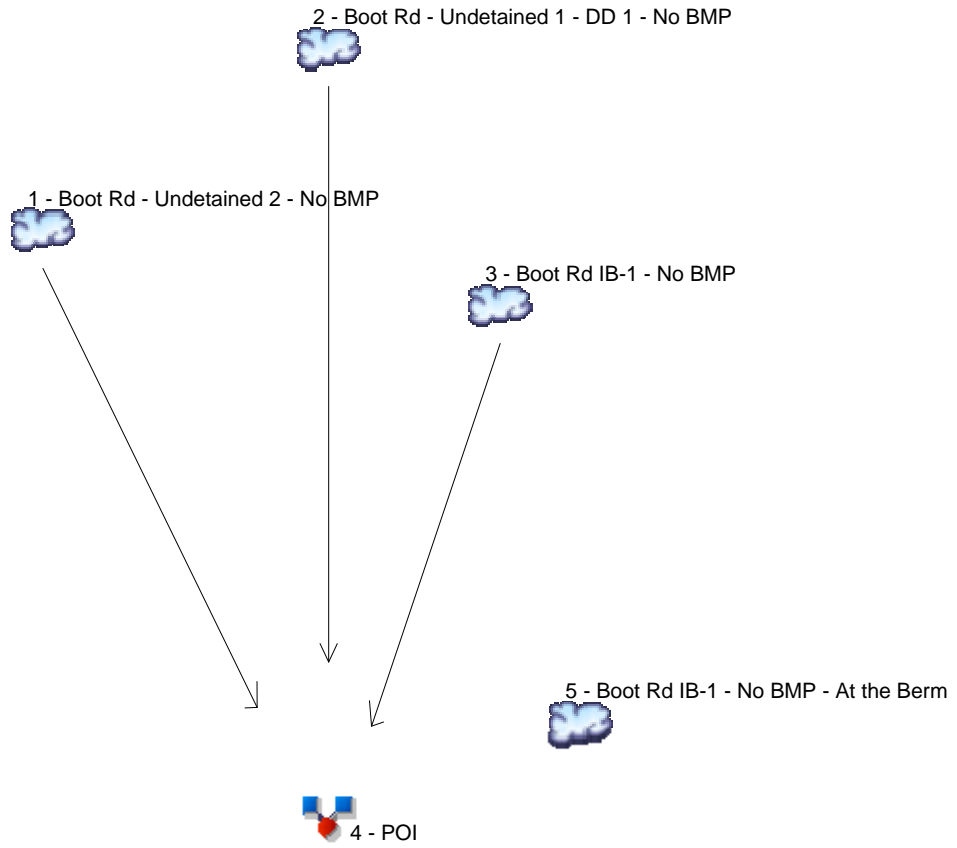 2 - Boot Rd - Undetained 1 - DD 1 - No BMP
1 - Boot Rd - Undetained 2 - No BMP
3 - Boot Rd IB-1 - No BMP
5 - Boot Rd IB-1 - No BMP - At the Berm
4 - POI